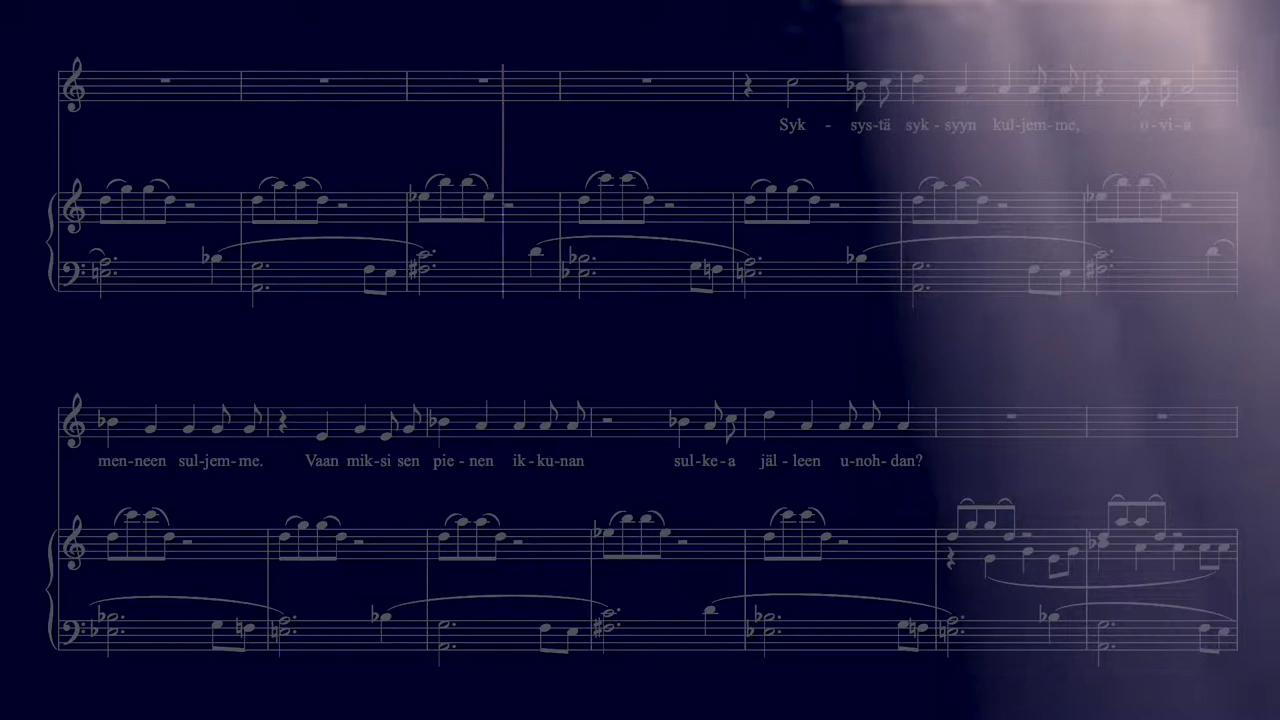 Syk - sys-tä syk - syyn kul-jem-me, o-vi-a
men-neen sul-jem-me. Vaan mik-si sen pie - nen ik-ku-nan sul-ke-a jäl - leen u-noh-dan?